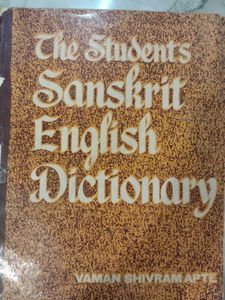 The Student's
Sanskrit
English
Dictionary
VAMAN SHIVRAM APTE